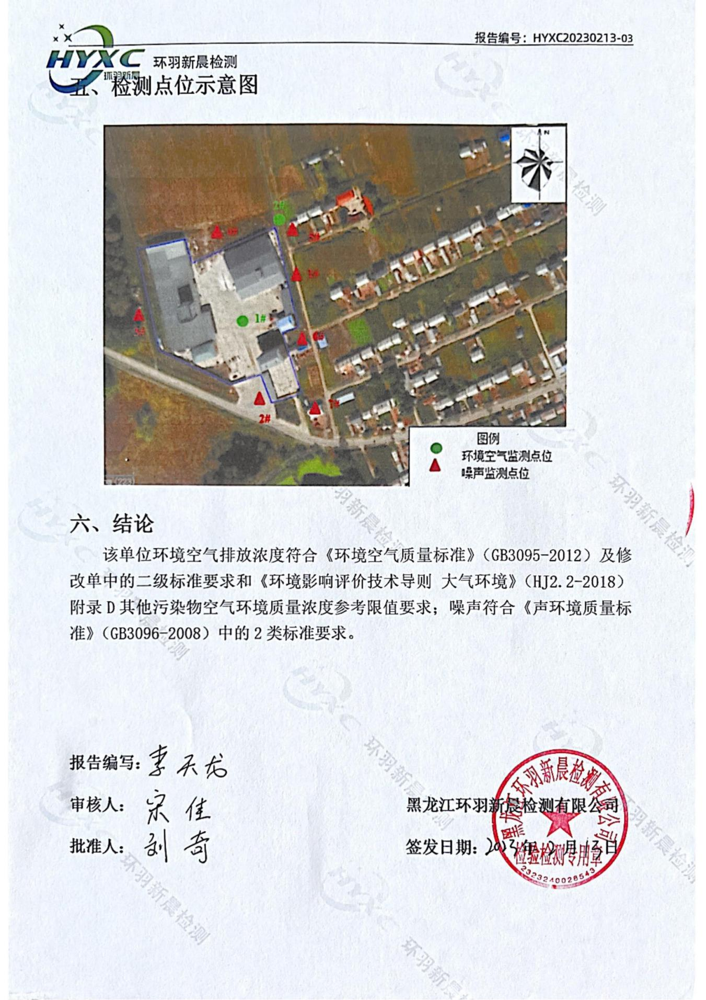 报告编号：HYXC20230213-03
HYXC
环羽新晨
环羽新晨检测
五、检测点位示意图
N
2#
1#
2#
图例
环境空气监测点位
噪声监测点位
六、结论
该单位环境空气排放浓度符合《环境空气质量标准》（GB3095-2012）及修
改单中的二级标准要求和《环境影响评价技术导则 大气环境》（HJ2.2-2018）
附录 D 其他污染物空气环境质量浓度参考限值要求；噪声符合《声环境质量标
准》（GB3096-2008）中的 2 类标准要求。
报告编写：李天龙
审核人：宋佳
批准人：刘奇
黑龙江环羽新晨检测有限公司
签发日期：2023年2月13日
黑龙江环羽新晨检测有限公司
检验检测专用章
2323240028543